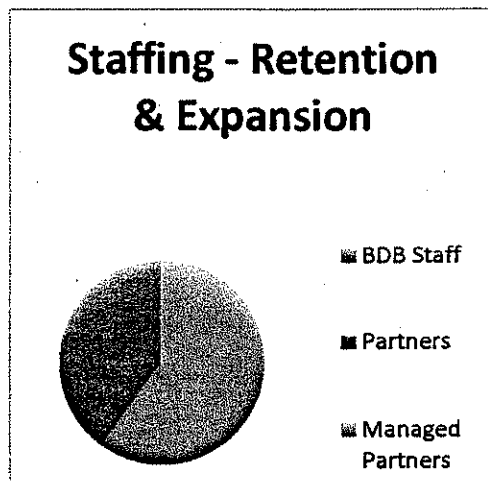 Staffing - Retention
& Expansion
BDB Staff
Partners
Managed
Partners